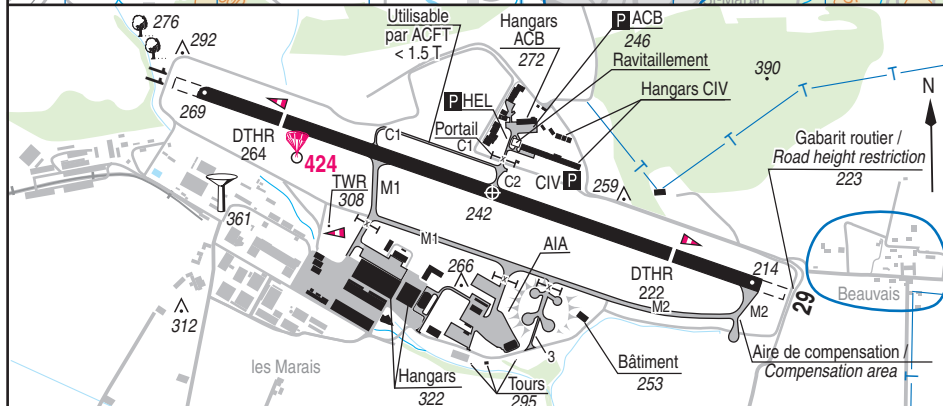 276
292
Utilisable
par ACFT
< 1.5 T
Hangars
ACB
272
P ACB
246
Ravitaillement
390
Hangars CIV
N
269
P HEL
Portail
C1
C1
DTHR
264
424
Gabarit routier /
Road height restriction
223
M1
TWR
308
C2
CIV P
259
242
361
M1
AIA
266
DTHR
222
214
29
Beauvais
312
M2
M2
les Marais
3
Hangars
322
Tours
295
Bâtiment
253
Aire de compensation /
Compensation area